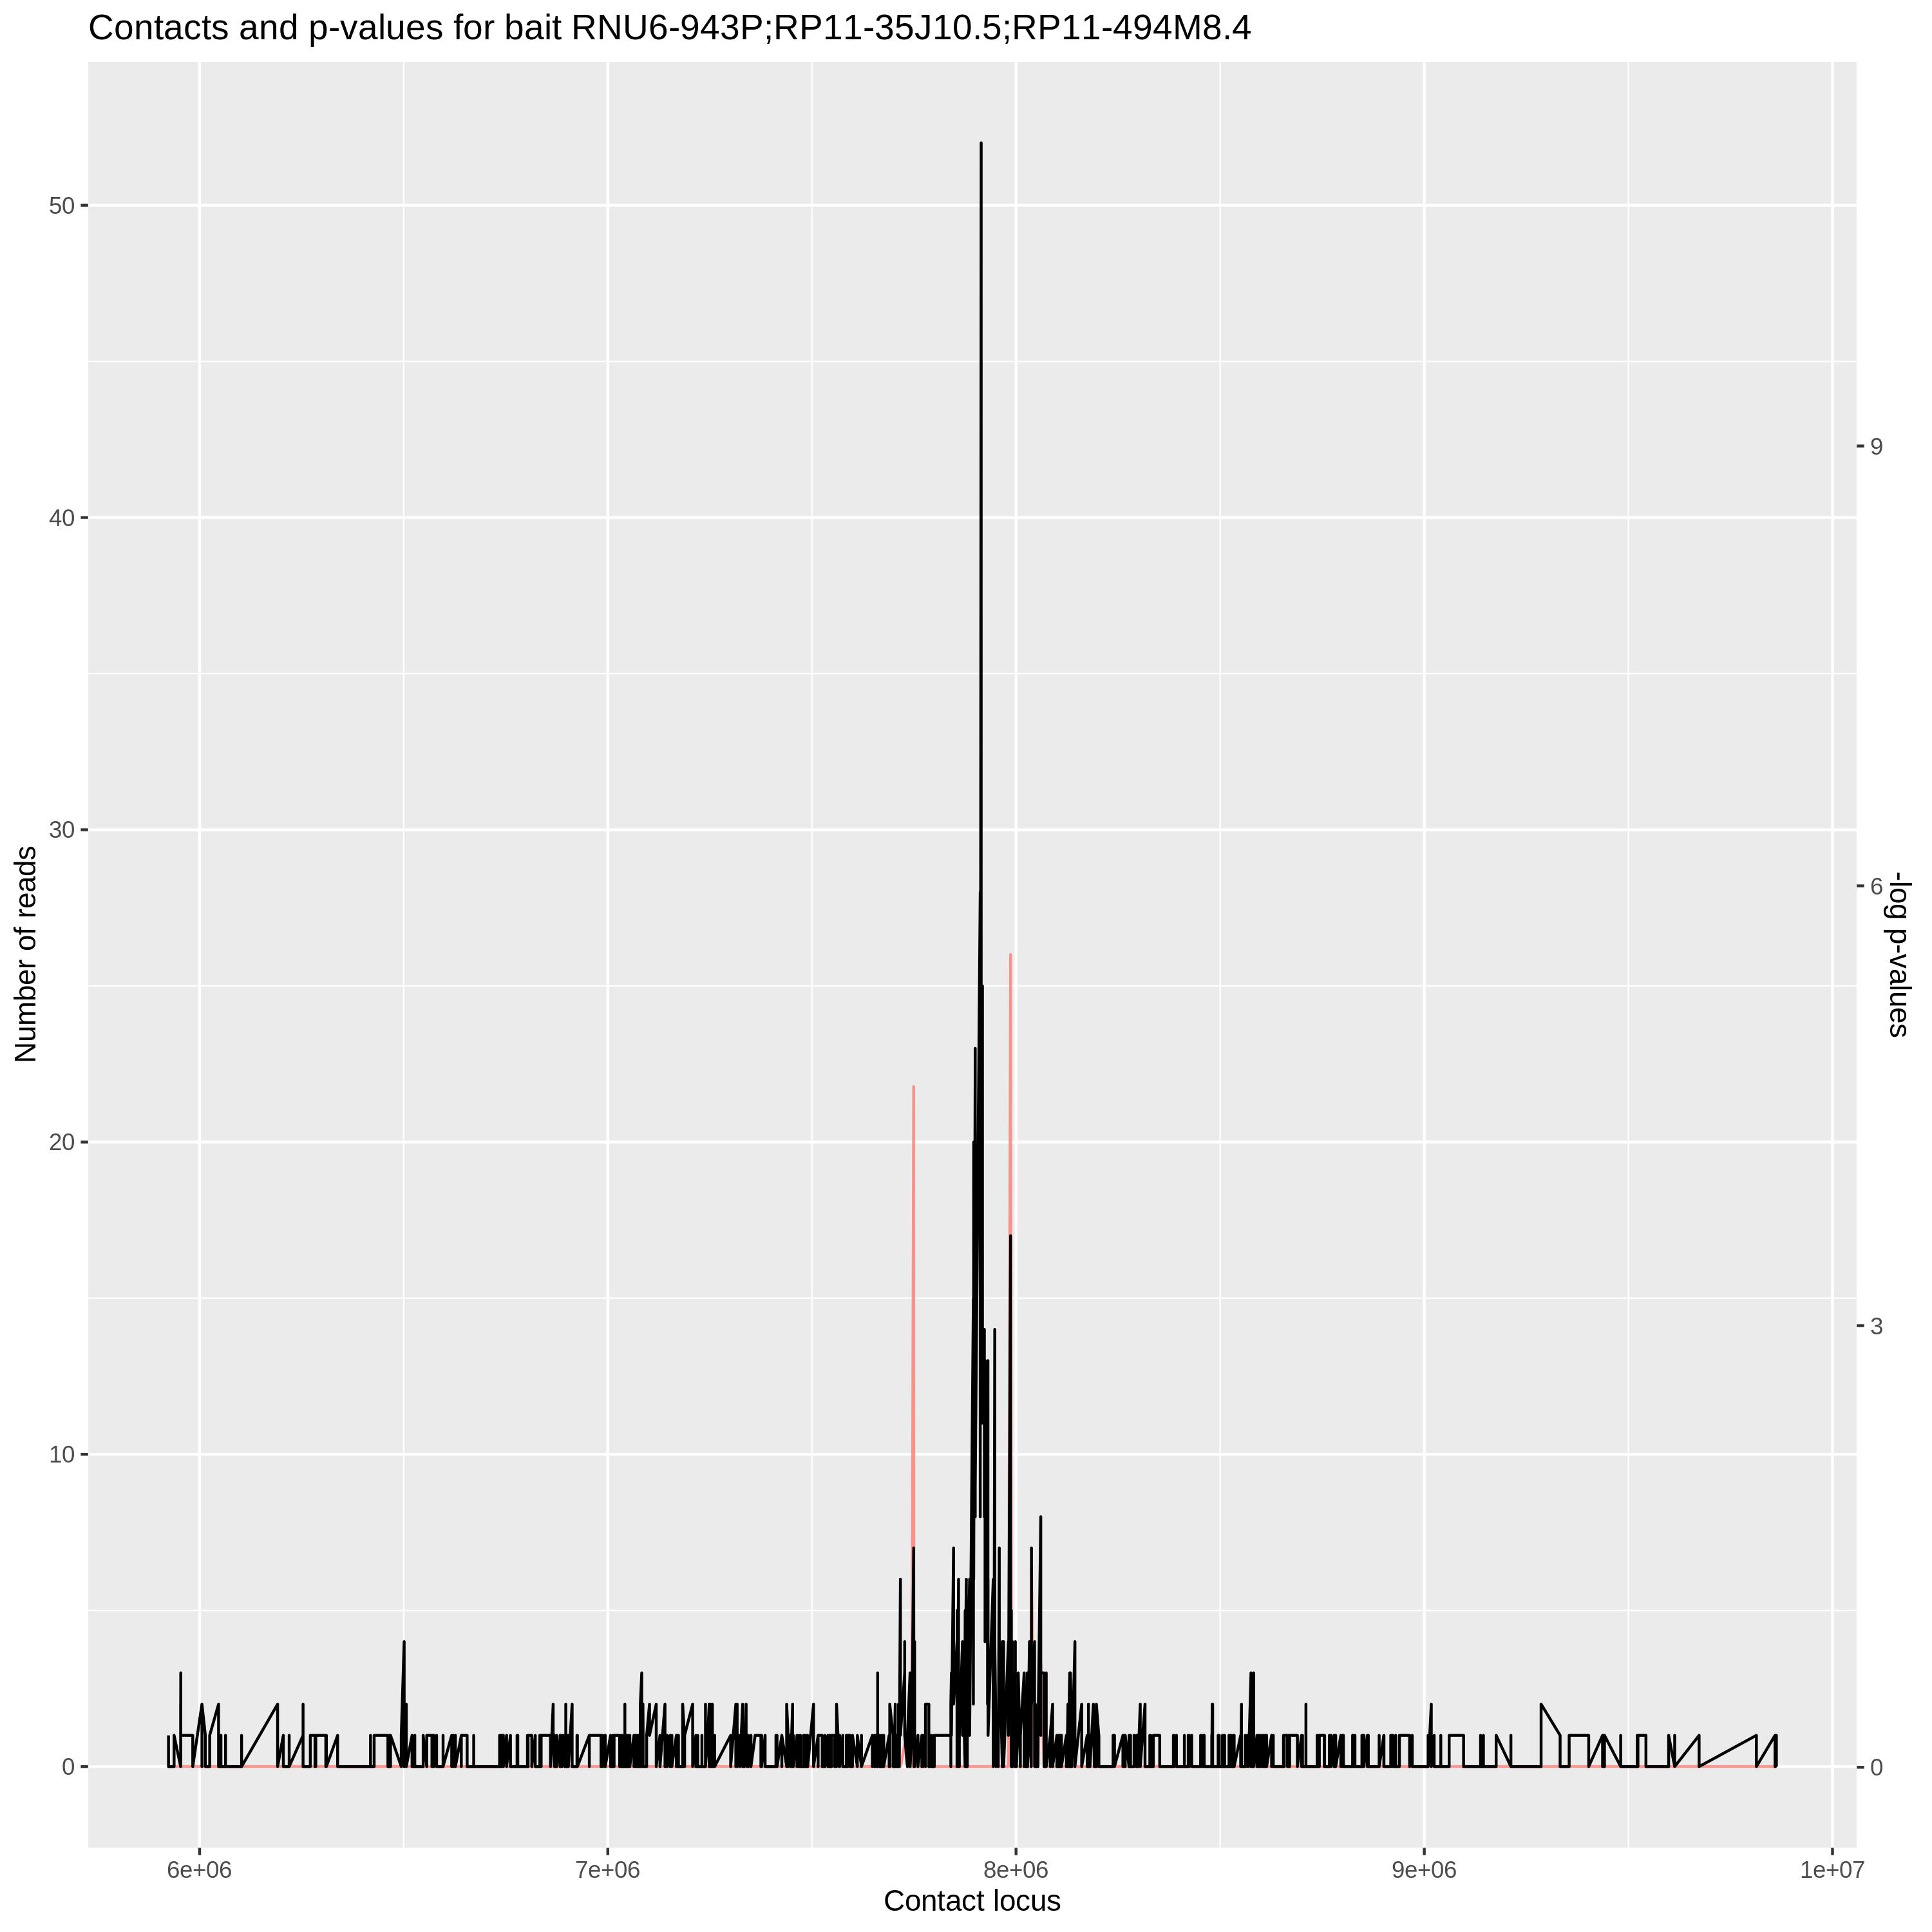 Contacts and p-values for bait RNU6-943P;RP11-35J10.5;RP11-494M8.4
50
40
30
20
10
0
Number of reads
9
6
3
0
-log p-values
6e+06
7e+06
8e+06
9e+06
1e+07
Contact locus